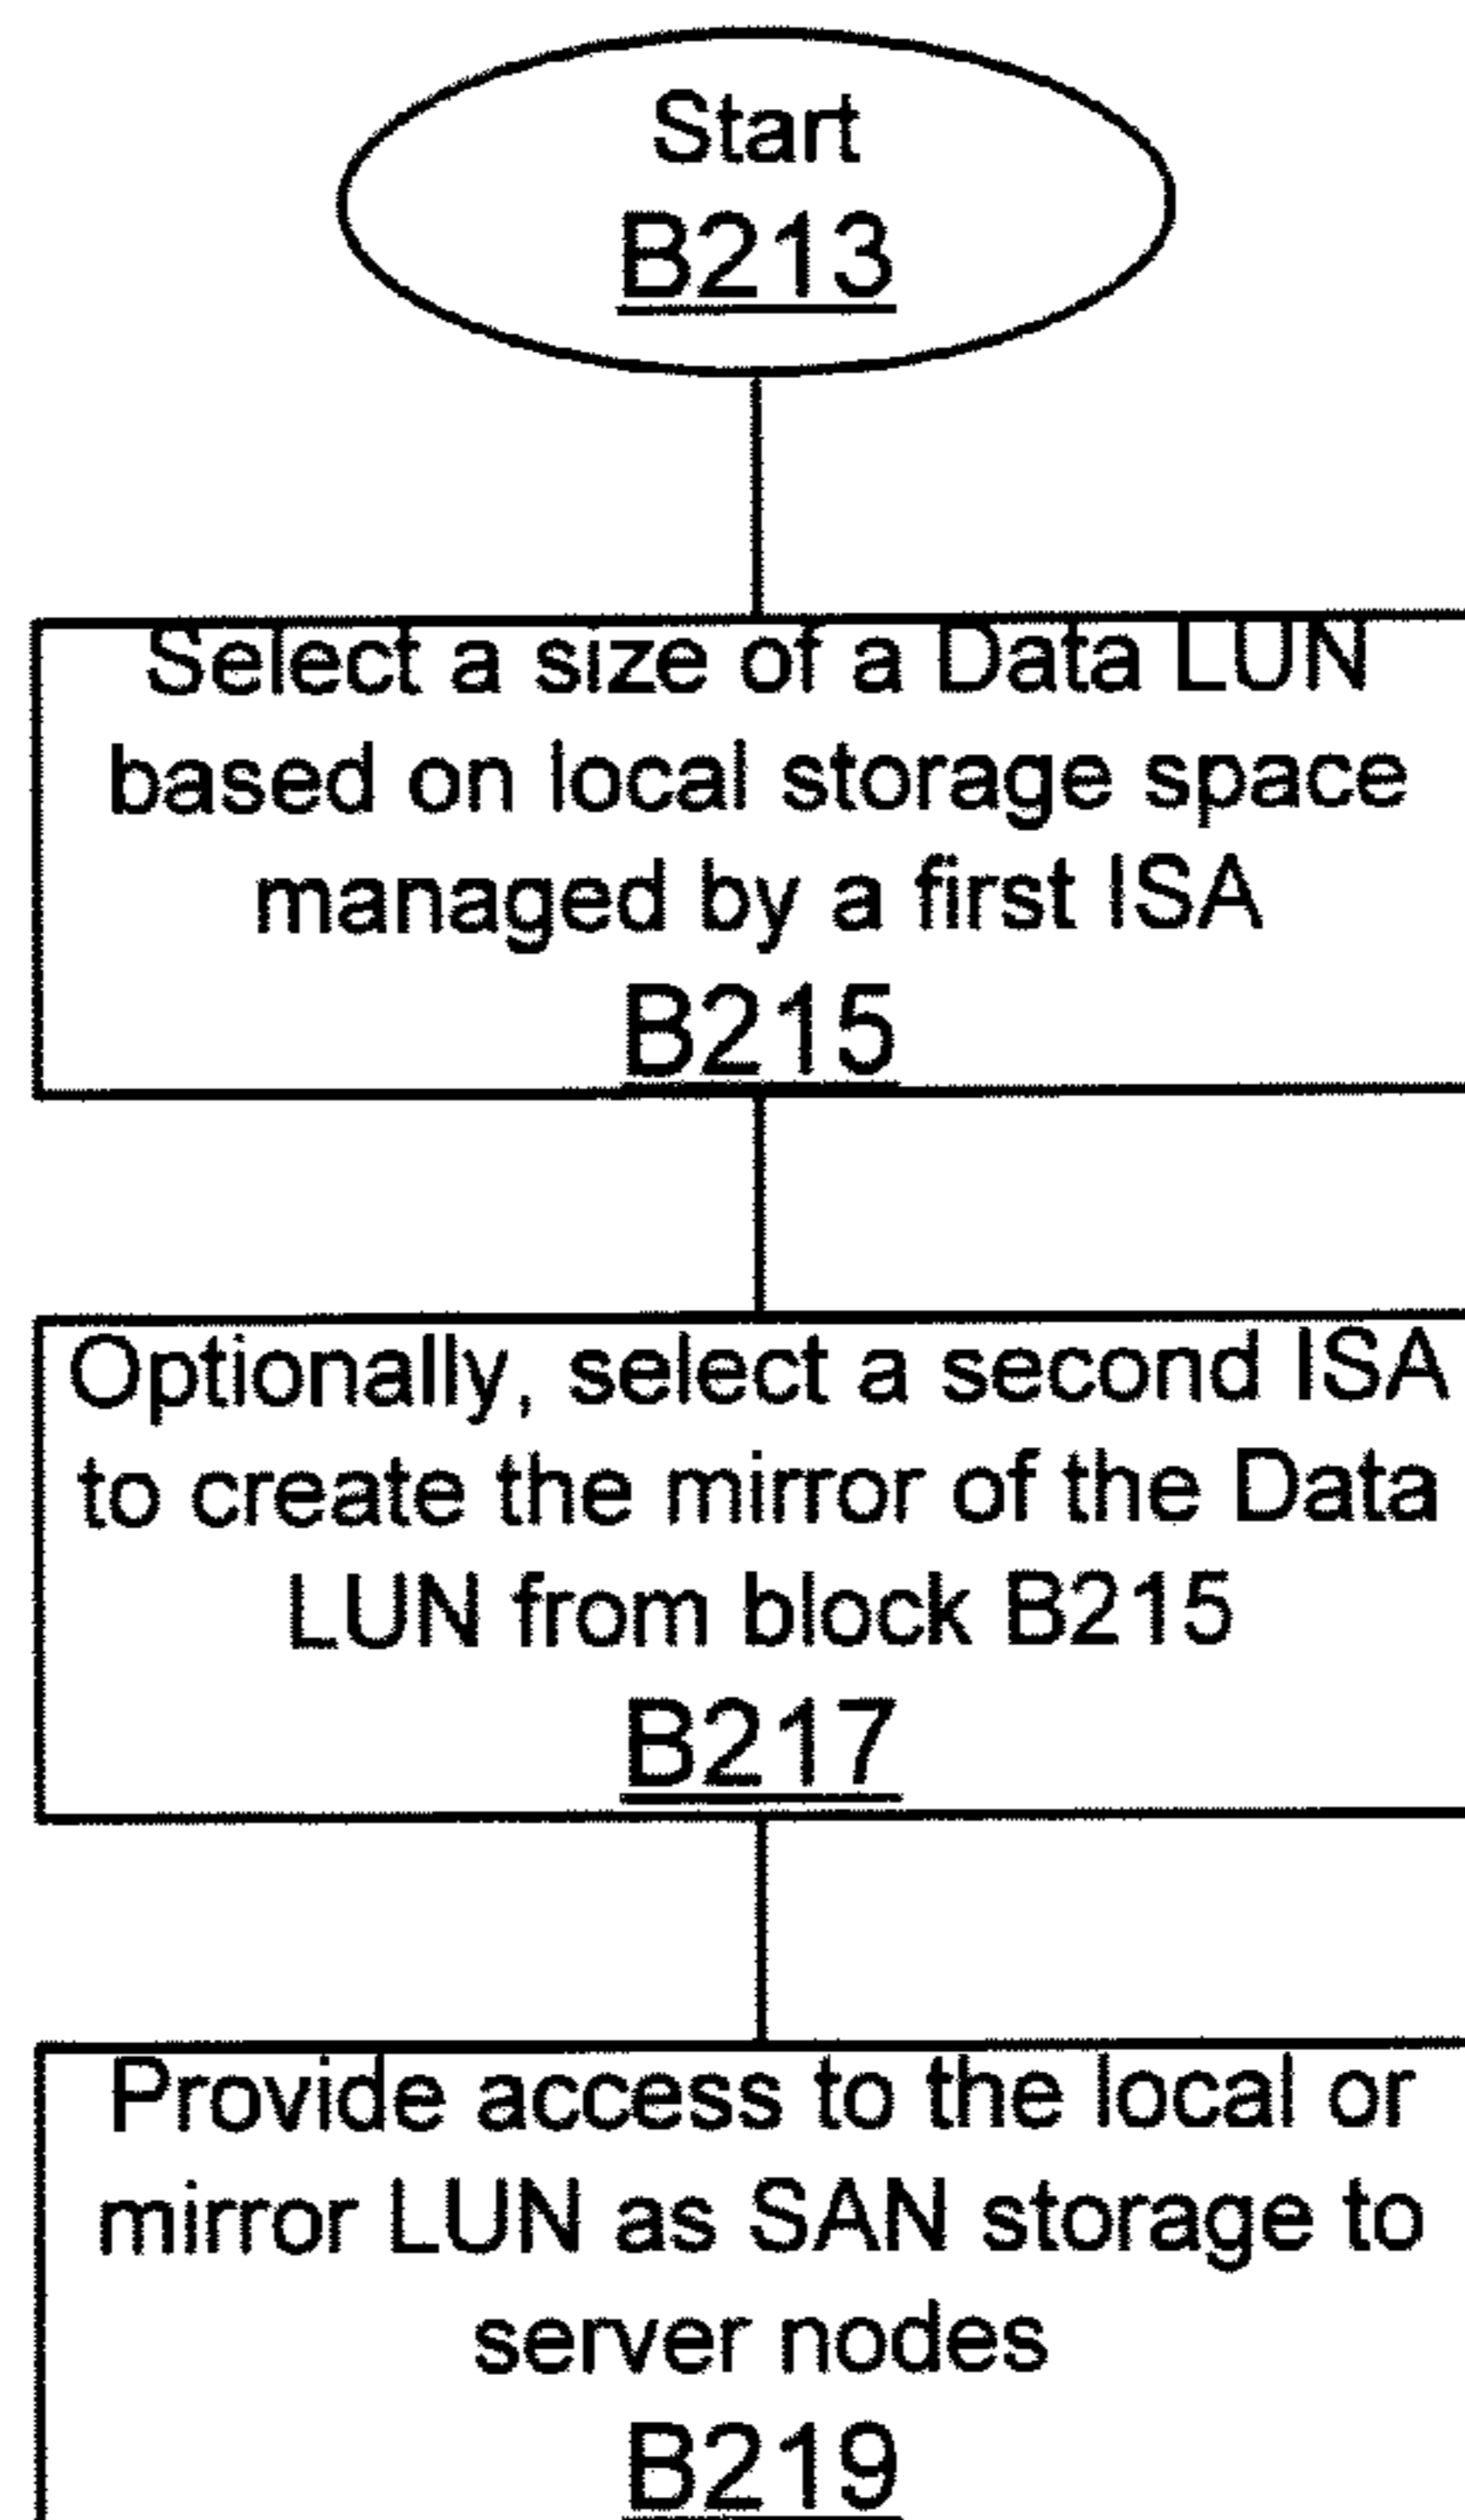 Start
B213
Select a size of a Data LUN
based on local storage space
managed by a first ISA
B215
Optionally, select a second ISA
to create the mirror of the Data
LUN from block B215
B217
Provide access to the local or
mirror LUN as SAN storage to
server nodes
B219